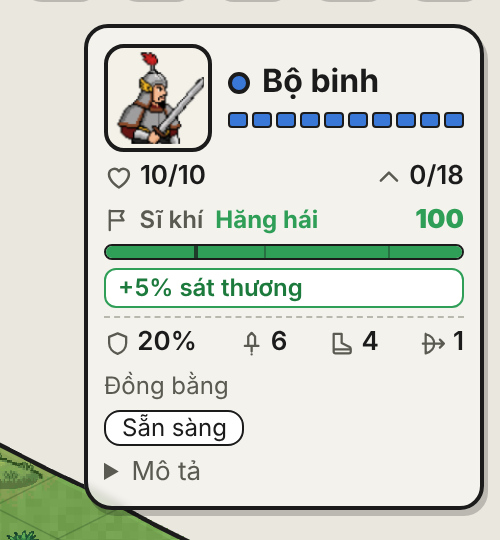 Bộ binh
10/10 0/18
Sĩ khí Hăng hái 100
+5% sát thương
20% 6 4 1
Đồng bằng
Sẵn sàng
Mô tả